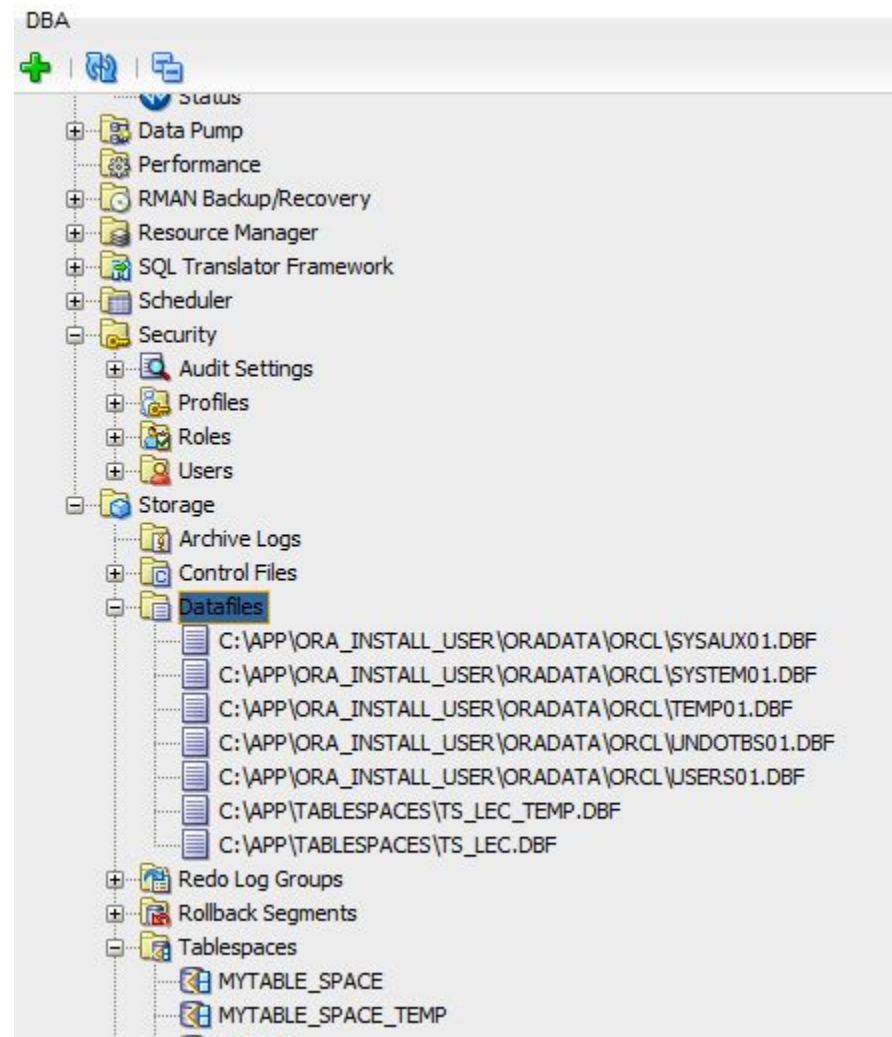 DBA
Status
Data Pump
Performance
RMAN Backup/Recovery
Resource Manager
SQL Translator Framework
Scheduler
Security
Audit Settings
Profiles
Roles
Users
Storage
Archive Logs
Control Files
Datafiles
C:\APP\ORA_INSTALL_USER\ORADATA\ORCL\SYSAUX01.DBF
C:\APP\ORA_INSTALL_USER\ORADATA\ORCL\SYSTEM01.DBF
C:\APP\ORA_INSTALL_USER\ORADATA\ORCL\TEMP01.DBF
C:\APP\ORA_INSTALL_USER\ORADATA\ORCL\UNDOTBS01.DBF
C:\APP\ORA_INSTALL_USER\ORADATA\ORCL\USERS01.DBF
C:\APP\TABLESPACES\TS_LEC_TEMP.DBF
C:\APP\TABLESPACES\TS_LEC.DBF
Redo Log Groups
Rollback Segments
Tablespaces
MYTABLE_SPACE
MYTABLE_SPACE_TEMP